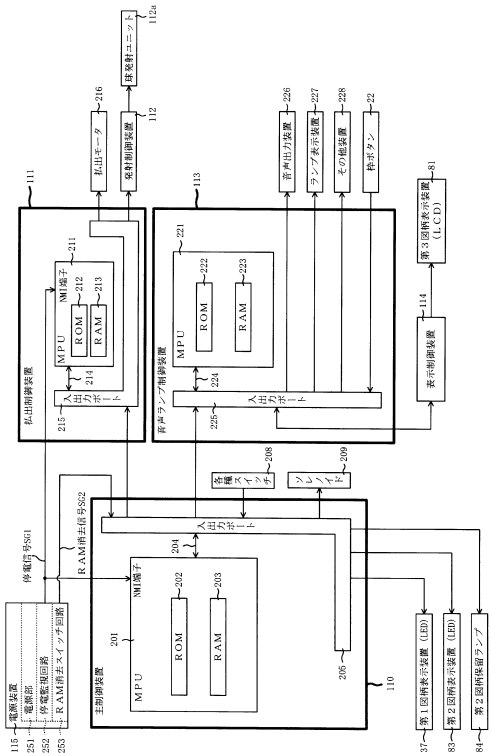 115
電源装置
251
電源部
252
停電監視回路
253
RAM消去スイッチ回路
停電信号SG1
RAM消去信号SG2
111
払出制御装置
211
MPU
NMI端子
212
ROM
213
RAM
214
215
入出力ポート
216
払出モータ
112
発射制御装置
112a
球発射ユニット
113
音声ランプ制御装置
221
MPU
222
ROM
223
RAM
224
225
入出力ポート
226
音声出力装置
227
ランプ表示装置
228
その他装置
22
枠ボタン
114
表示制御装置
81
第3図柄表示装置
(LCD)
110
主制御装置
201
MPU
NMI端子
202
ROM
203
RAM
204
205
入出力ポート
208
各種
スイッチ
209
ソレノイド
37
第1図柄表示装置(LED)
83
第2図柄表示装置(LED)
84
第2図柄保留ランプ